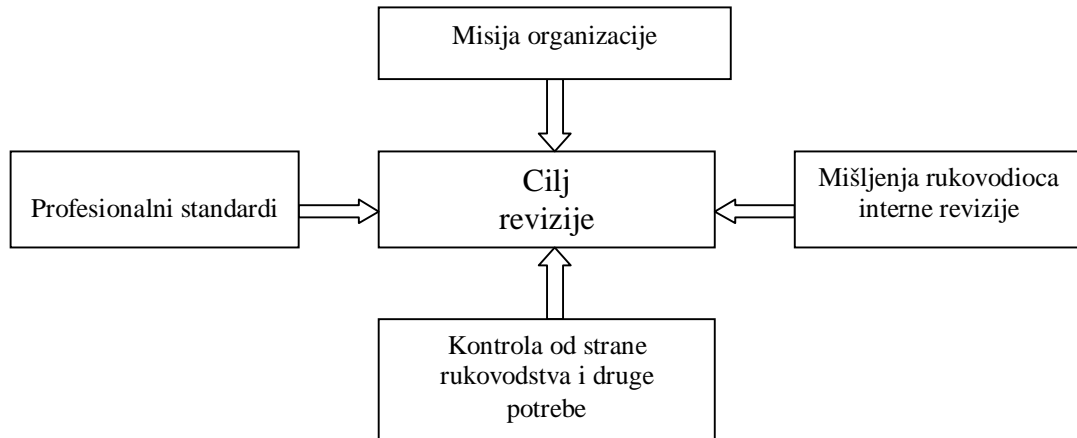 Misija organizacije
Profesionalni standardi
Cilj
revizije
Mišljenja rukovodioca
interne revizije
Kontrola od strane
rukovodstva i druge
potrebe